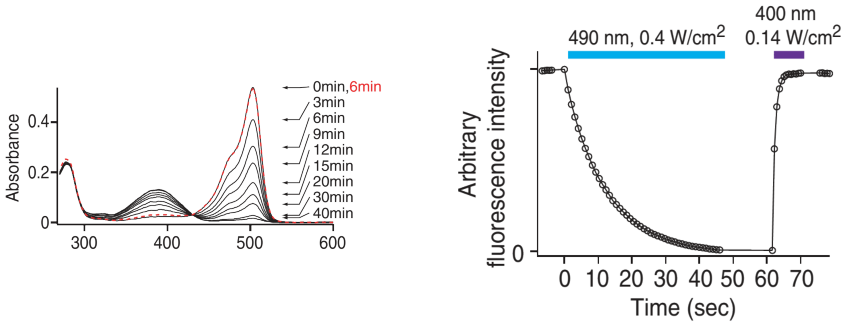 Absorbance
0.4
0.2
0
300
400
500
600
0min,6min
3min
6min
9min
12min
15min
20min
30min
40min
490 nm, 0.4 W/cm²
400 nm
0.14 W/cm²
Arbitrary
fluorescence intensity
0
0 10 20 30 40 50 60 70
Time (sec)